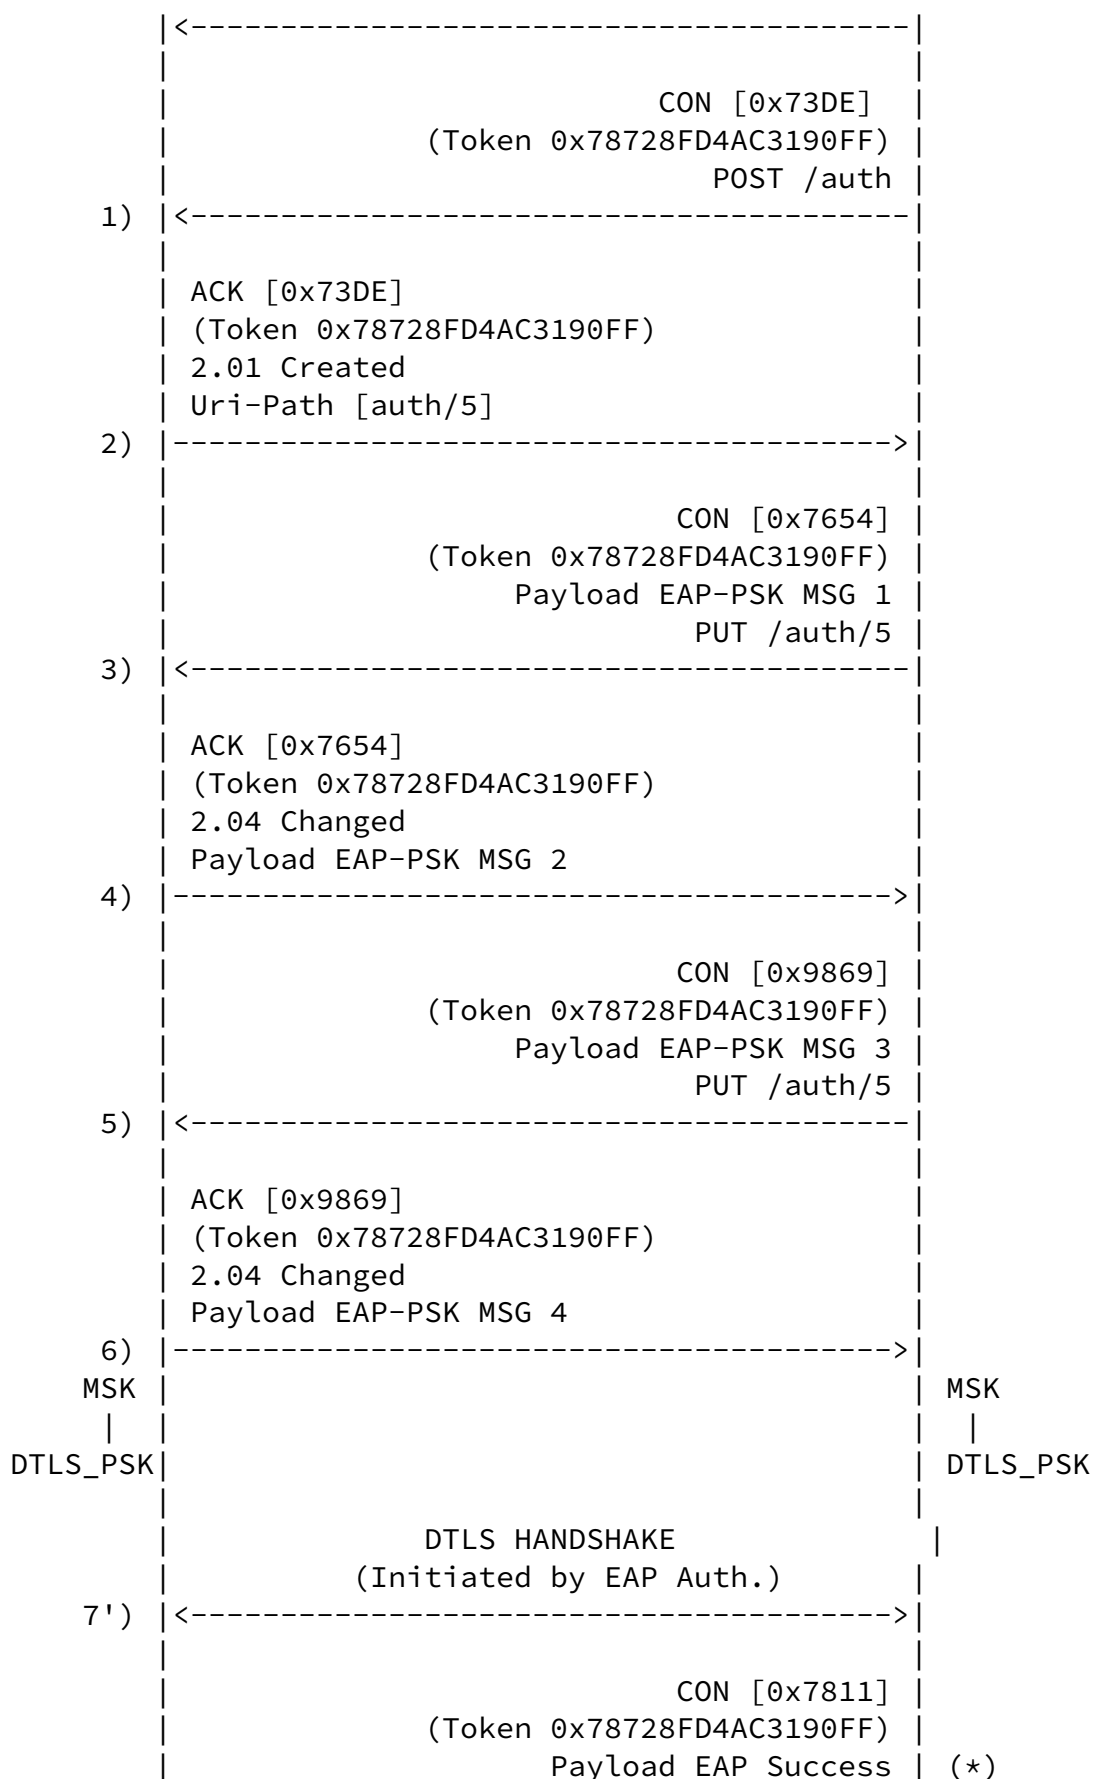 |<----------------------------------------|
CON [0x73DE]
(Token 0x78728FD4AC3190FF)
POST /auth
1) |<----------------------------------------|
ACK [0x73DE]
(Token 0x78728FD4AC3190FF)
2.01 Created
Uri-Path [auth/5]
2) |---------------------------------------->|
CON [0x7654]
(Token 0x78728FD4AC3190FF)
Payload EAP-PSK MSG 1
PUT /auth/5
3) |<----------------------------------------|
ACK [0x7654]
(Token 0x78728FD4AC3190FF)
2.04 Changed
Payload EAP-PSK MSG 2
4) |---------------------------------------->|
CON [0x9869]
(Token 0x78728FD4AC3190FF)
Payload EAP-PSK MSG 3
PUT /auth/5
5) |<----------------------------------------|
ACK [0x9869]
(Token 0x78728FD4AC3190FF)
2.04 Changed
Payload EAP-PSK MSG 4
6) |---------------------------------------->|
MSK | | MSK
| | | |
DTLS_PSK| | DTLS_PSK
DTLS HANDSHAKE |
(Initiated by EAP Auth.)
7') |<--------------------------------------->|
CON [0x7811]
(Token 0x78728FD4AC3190FF)
Payload EAP Success | (*)